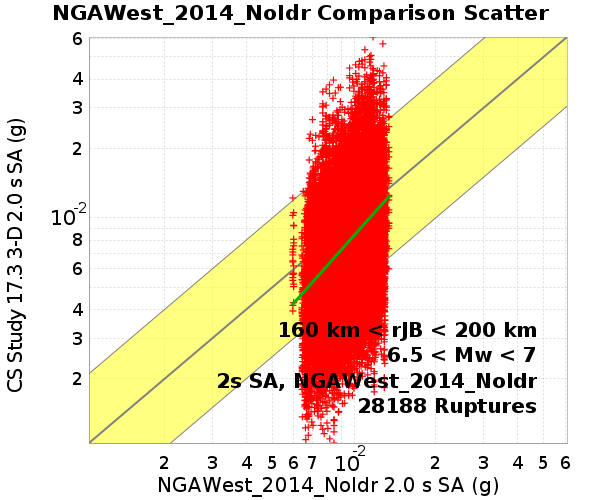 NGAWest_2014_NoIdr Comparison Scatter
CS Study 17.3 3-D 2.0 s SA (g)
6
4
3
2
10^-2
8
6
4
3
2
160 km < rJB < 200 km
6.5 < Mw < 7
2s SA, NGAWest_2014_NoIdr
28188 Ruptures
2 3 4 5 6 7 10^-2 2 3 4 5 6
NGAWest_2014_NoIdr 2.0 s SA (g)